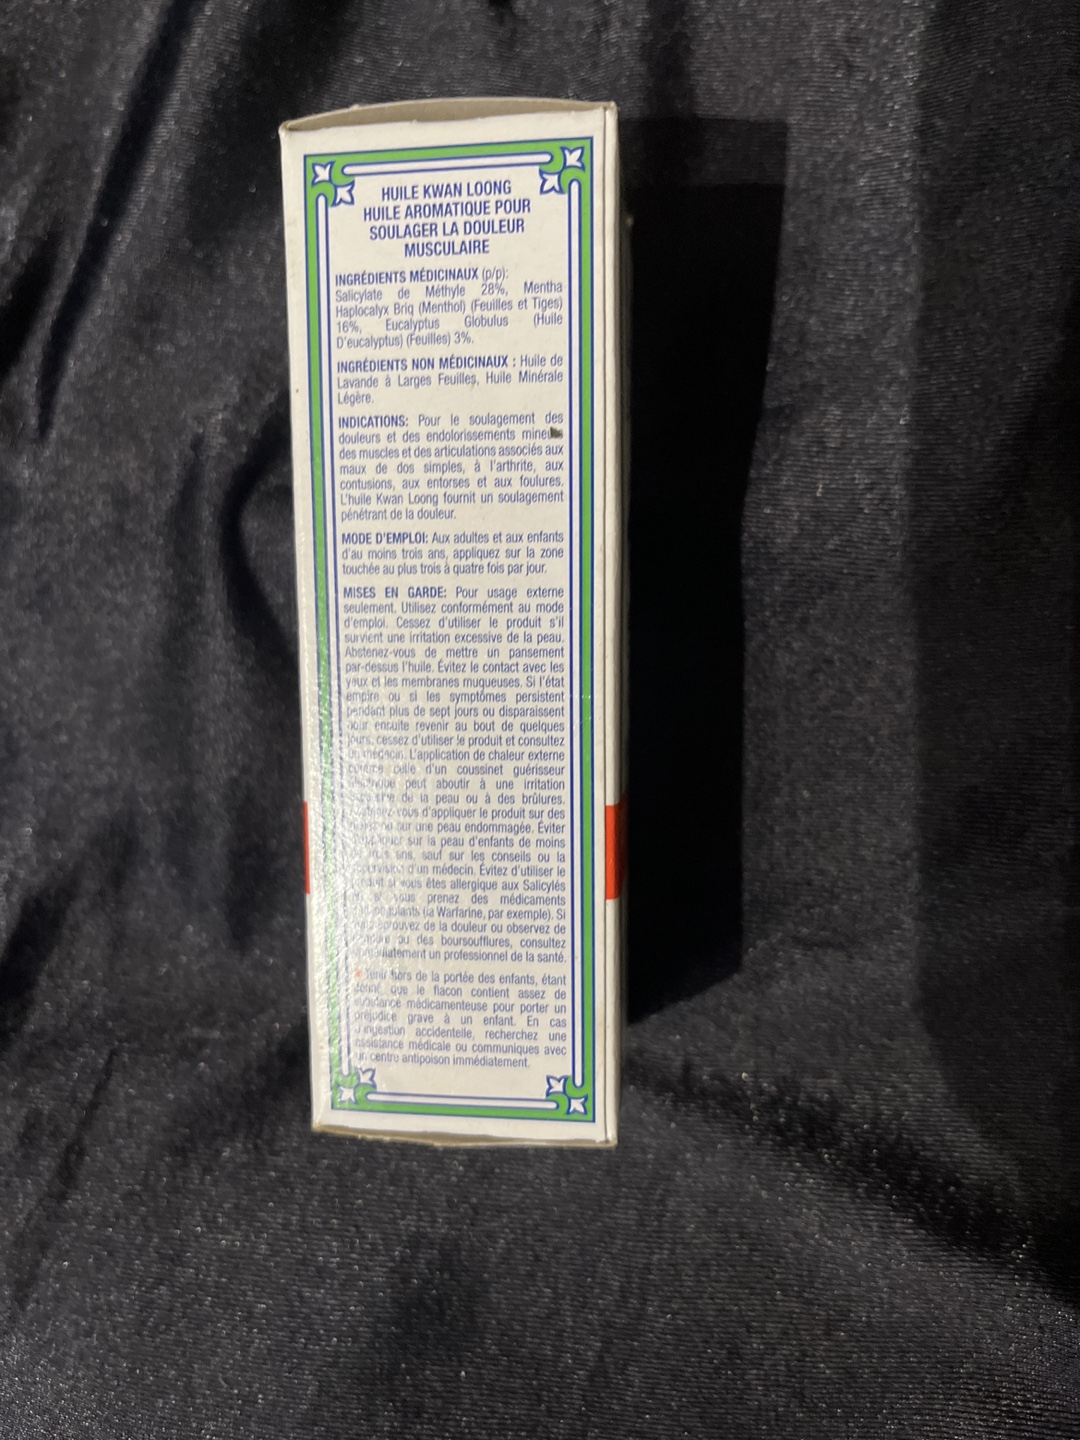 HUILE KWAN LOONG
HUILE AROMATIQUE POUR
SOULAGER LA DOULEUR
MUSCULAIRE
INGRÉDIENTS MÉDICINAUX (p/p):
Salicylate de Méthyle 28%, Mentha
Haplocalyx Briq (Menthol) (Feuilles et Tiges)
16%, Eucalyptus Globulus (Huile
D'eucalyptus) (Feuilles) 3%.
INGRÉDIENTS NON MÉDICINAUX : Huile de
Lavande à Larges Feuilles, Huile Minérale
Légère.
INDICATIONS: Pour le soulagement des
douleurs et des endolorissements
des muscles et des articulations associés aux
maux de dos simples, à l'arthrite, aux
contusions, aux entorses et aux foulures.
L'huile Kwan Loong fournit un soulagement
pénétrant de la douleur.
MODE D'EMPLOI: Aux adultes et aux enfants
d'au moins trois ans, appliquez sur la zone
touchée au plus trois à quatre fois par jour.
MISES EN GARDE: Pour usage externe
seulement. Utilisez conformément au mode
d'emploi. Cessez d'utiliser le produit s'il
survient une irritation excessive de la peau.
Abstenez-vous de mettre un pansement
par-dessus l'huile. Évitez le contact avec les
yeux et les membranes muqueuses. Si l'état
empire ou si les symptômes persistent
pendant plus de sept jours ou disparaissent
pour ensuite revenir au bout de quelques
jours, cessez d'utiliser le produit et consultez
un médecin. L'application de chaleur externe
comme celle d'un coussinet guérisseur
peut aboutir à une irritation
de la peau ou à des brûlures.
d'appliquer le produit sur des
ou sur une peau endommagée. Éviter
sur la peau d'enfants de moins
de trois ans, sauf sur les conseils ou la
supervision d'un médecin. Évitez d'utiliser le
produit si vous êtes allergique aux Salicylés
ou si vous prenez des médicaments
(la Warfarine, par exemple). Si
de la douleur ou observez de
ou des boursoufflures, consultez
immédiatement un professionnel de la santé.
Tenir hors de la portée des enfants, étant
donné que le flacon contient assez de
substance médicamenteuse pour porter un
préjudice grave à un enfant. En cas
d'ingestion accidentelle, recherchez une
assistance médicale ou communiques avec
un centre antipoison immédiatement.